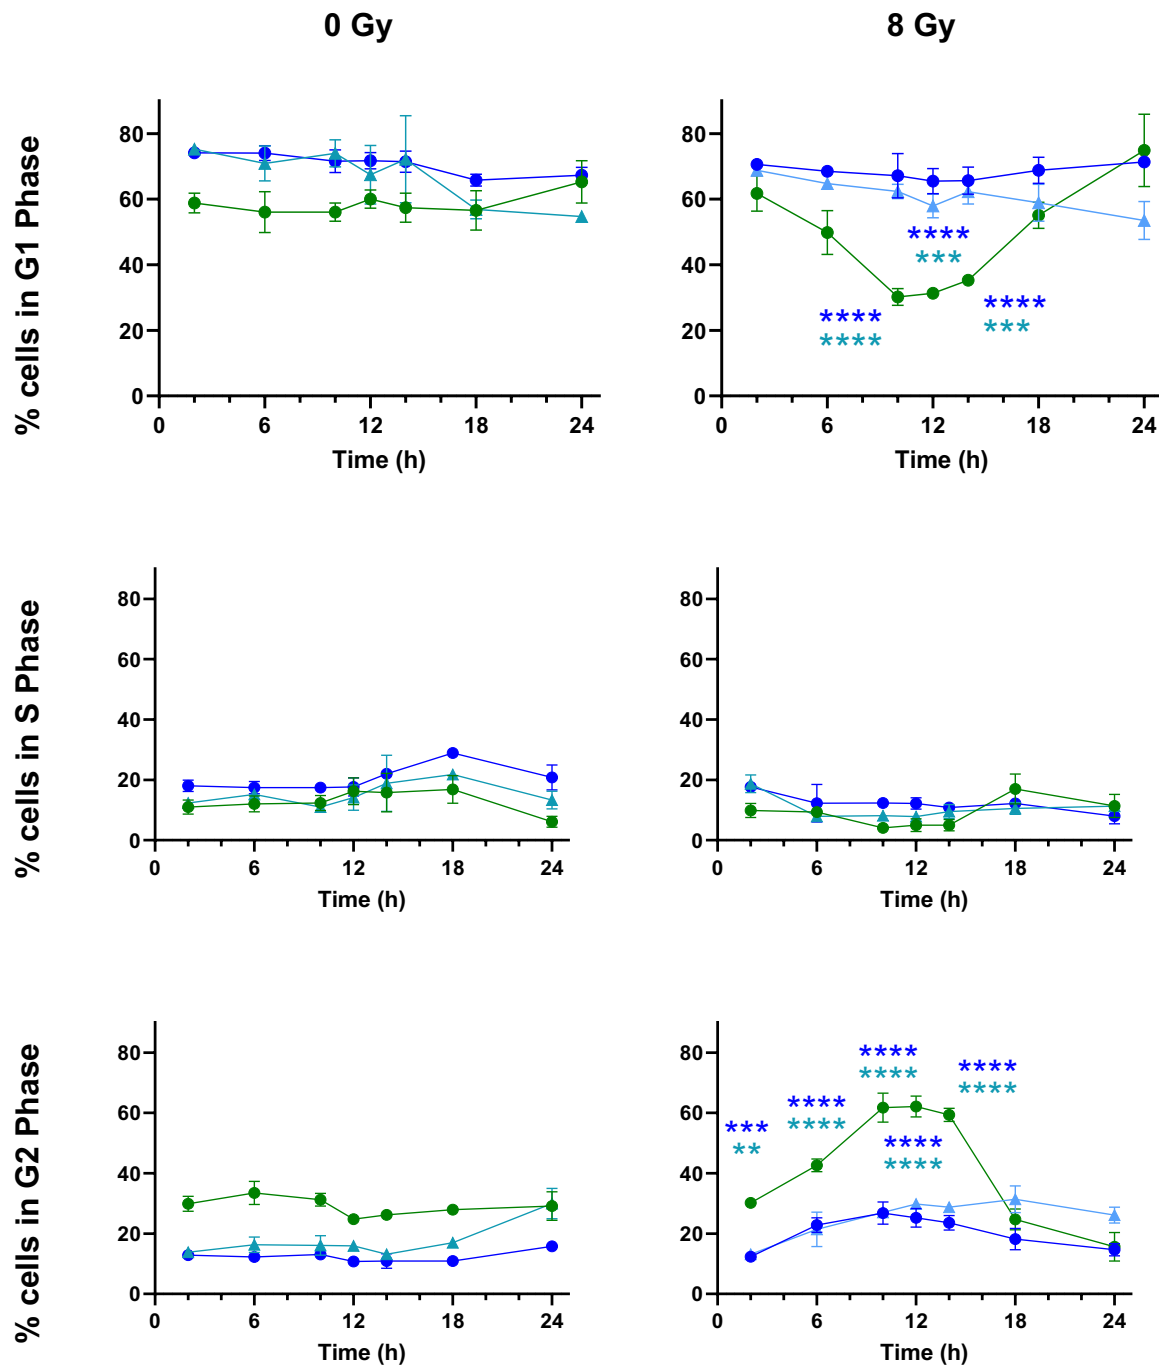 0 Gy
8 Gy
% cells in G1 Phase
80
60
40
20
0
0 6 12 18 24
Time (h)
80
60
40
20
0
****
***
****
****
****
***
0 6 12 18 24
Time (h)
% cells in S Phase
80
60
40
20
0
0 6 12 18 24
Time (h)
80
60
40
20
0
0 6 12 18 24
Time (h)
% cells in G2 Phase
80
60
40
20
0
0 6 12 18 24
Time (h)
80
60
40
20
0
***
**
****
****
****
****
****
****
****
****
0 6 12 18 24
Time (h)